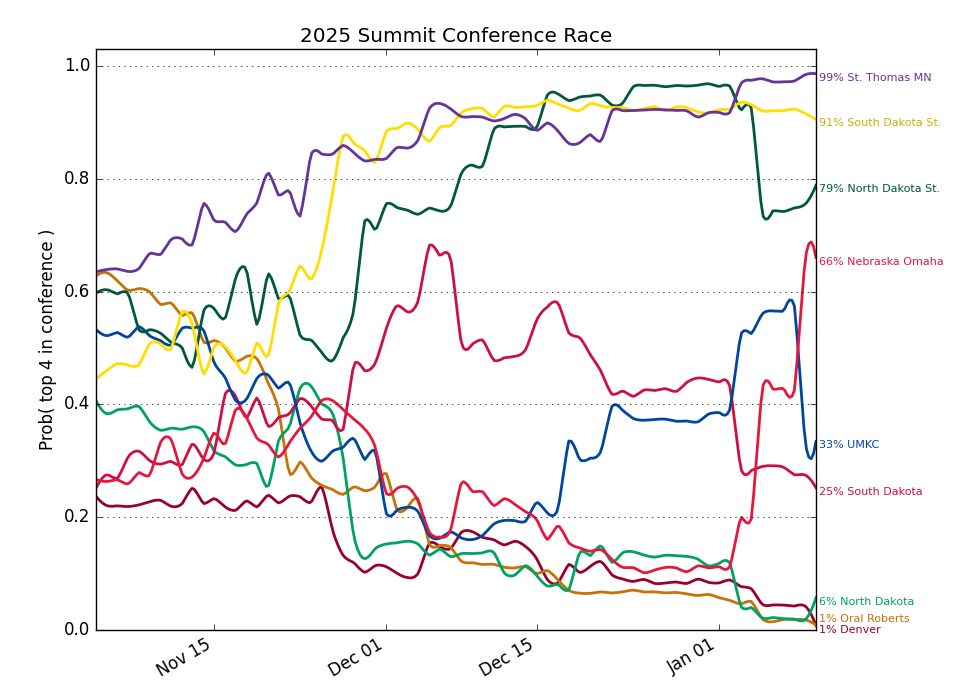 2025 Summit Conference Race
Prob( top 4 in conference )
1.0
0.8
0.6
0.4
0.2
0.0
Nov 15
Dec 01
Dec 15
Jan 01
99% St. Thomas MN
91% South Dakota St.
79% North Dakota St.
66% Nebraska Omaha
33% UMKC
25% South Dakota
6% North Dakota
1% Oral Roberts
1% Denver